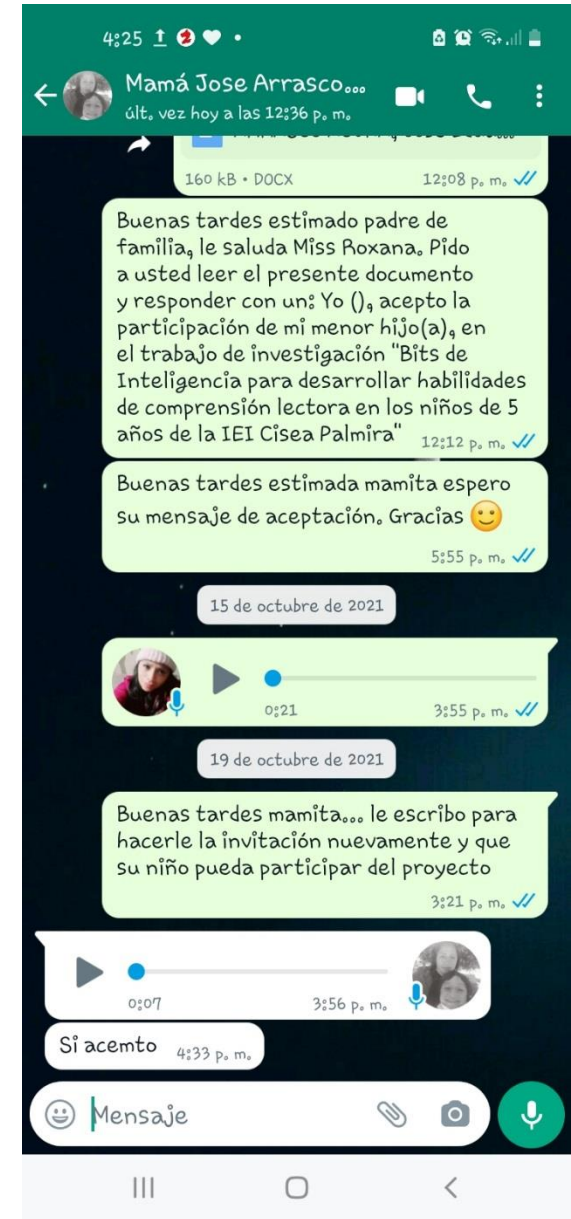 4:25
Mamá Jose Arrasco...
últ. vez hoy a las 12:36 p. m.
160 kB • DOCX 12:08 p. m.
Buenas tardes estimado padre de
familia, le saluda Miss Roxana. Pido
a usted leer el presente documento
y responder con un: Yo (), acepto la
participación de mi menor hijo(a), en
el trabajo de investigación "Bits de
Inteligencia para desarrollar habilidades
de comprensión lectora en los niños de 5
años de la IEI Cisea Palmira" 12:12 p. m.
Buenas tardes estimada mamita espero
su mensaje de aceptación. Gracias 🙂
5:55 p. m.
15 de octubre de 2021
0:21 3:55 p. m.
19 de octubre de 2021
Buenas tardes mamita... le escribo para
hacerle la invitación nuevamente y que
su niño pueda participar del proyecto
3:21 p. m.
0:07 3:56 p. m.
Si acemto 4:33 p. m.
Mensaje